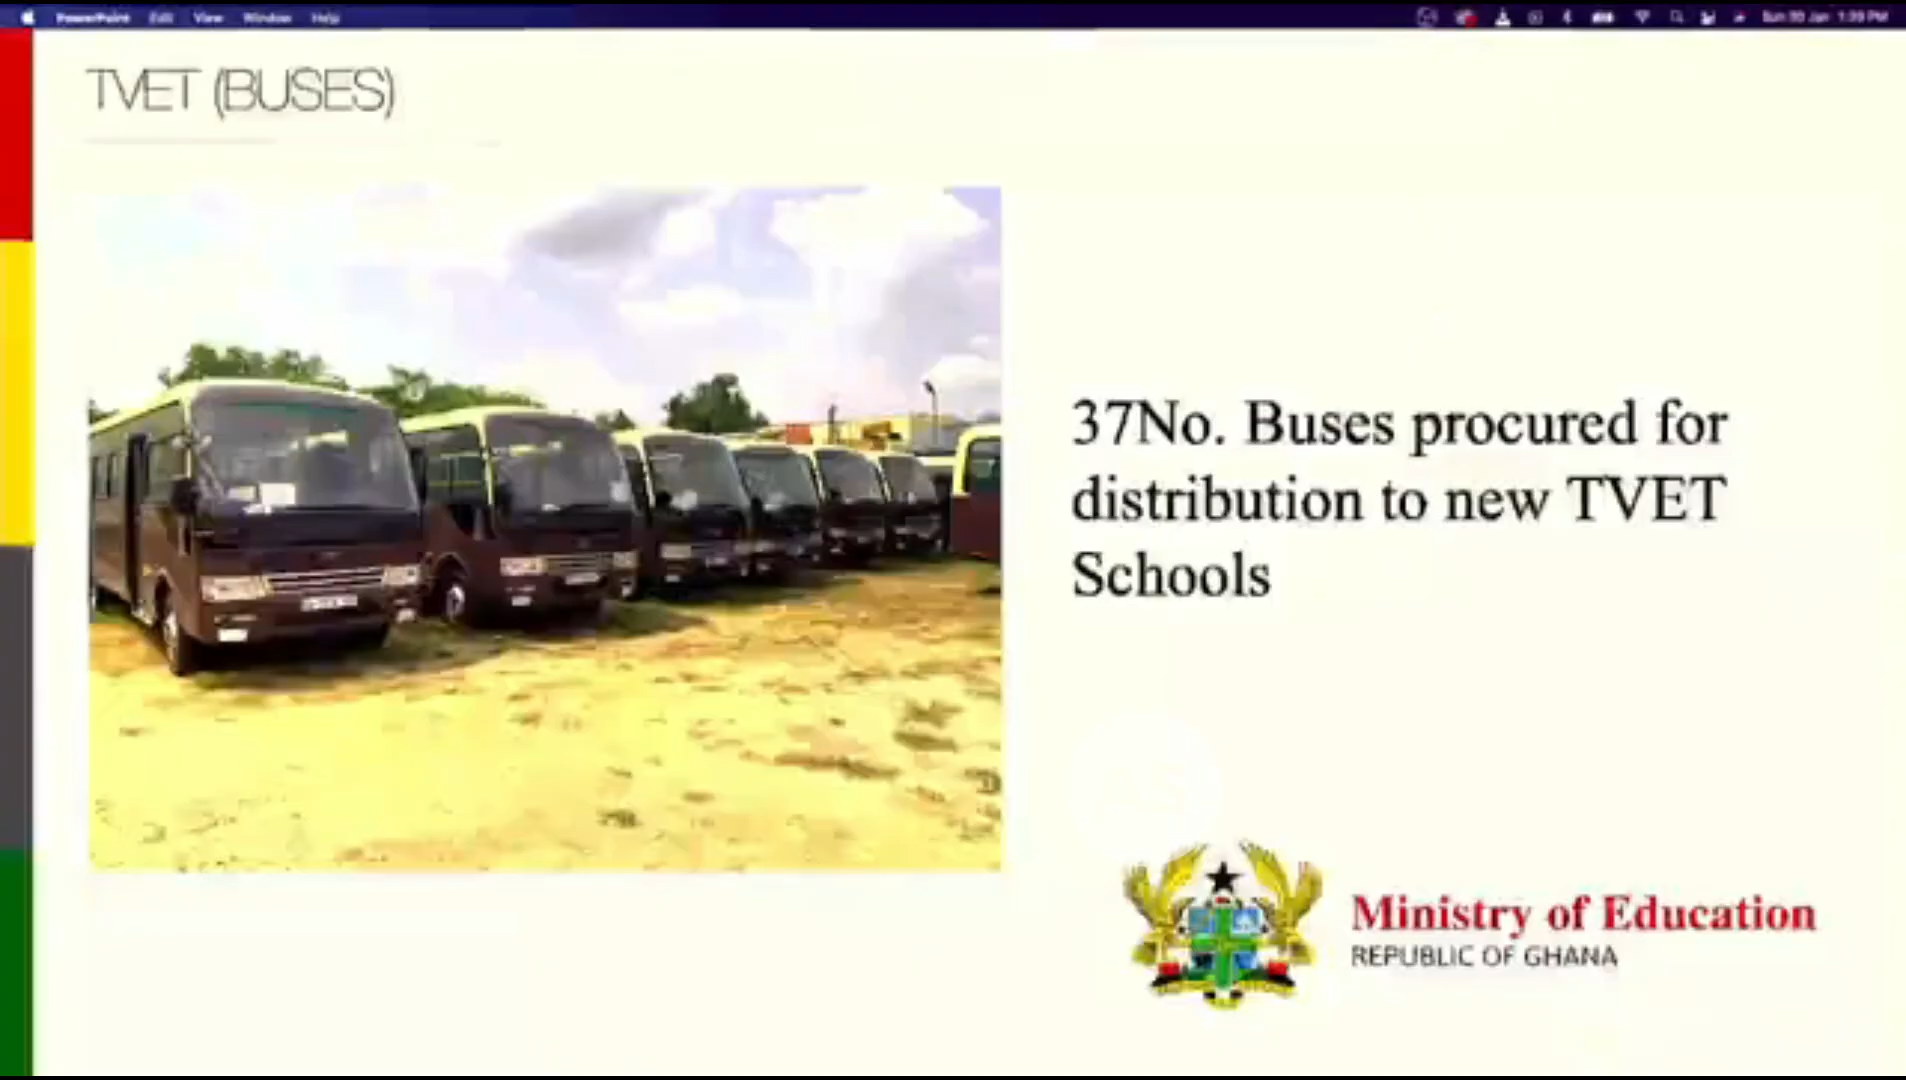 PowerPoint Edit View Window Help
Sun 30 Jan 1:39 PM
TVET (BUSES)
37No. Buses procured for
distribution to new TVET
Schools
Ministry of Education
REPUBLIC OF GHANA